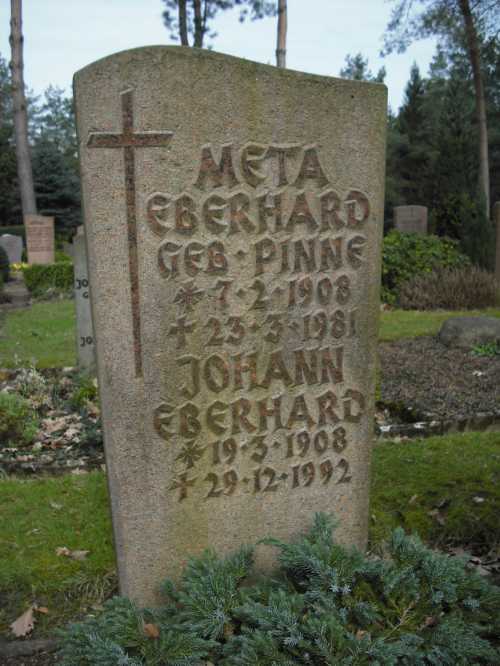 META
EBERHARD
GEB·PINNE
* 7·2·1908
✝ 23·3·1981
JOHANN
EBERHARD
* 19·3·1908
✝ 29·12·1992